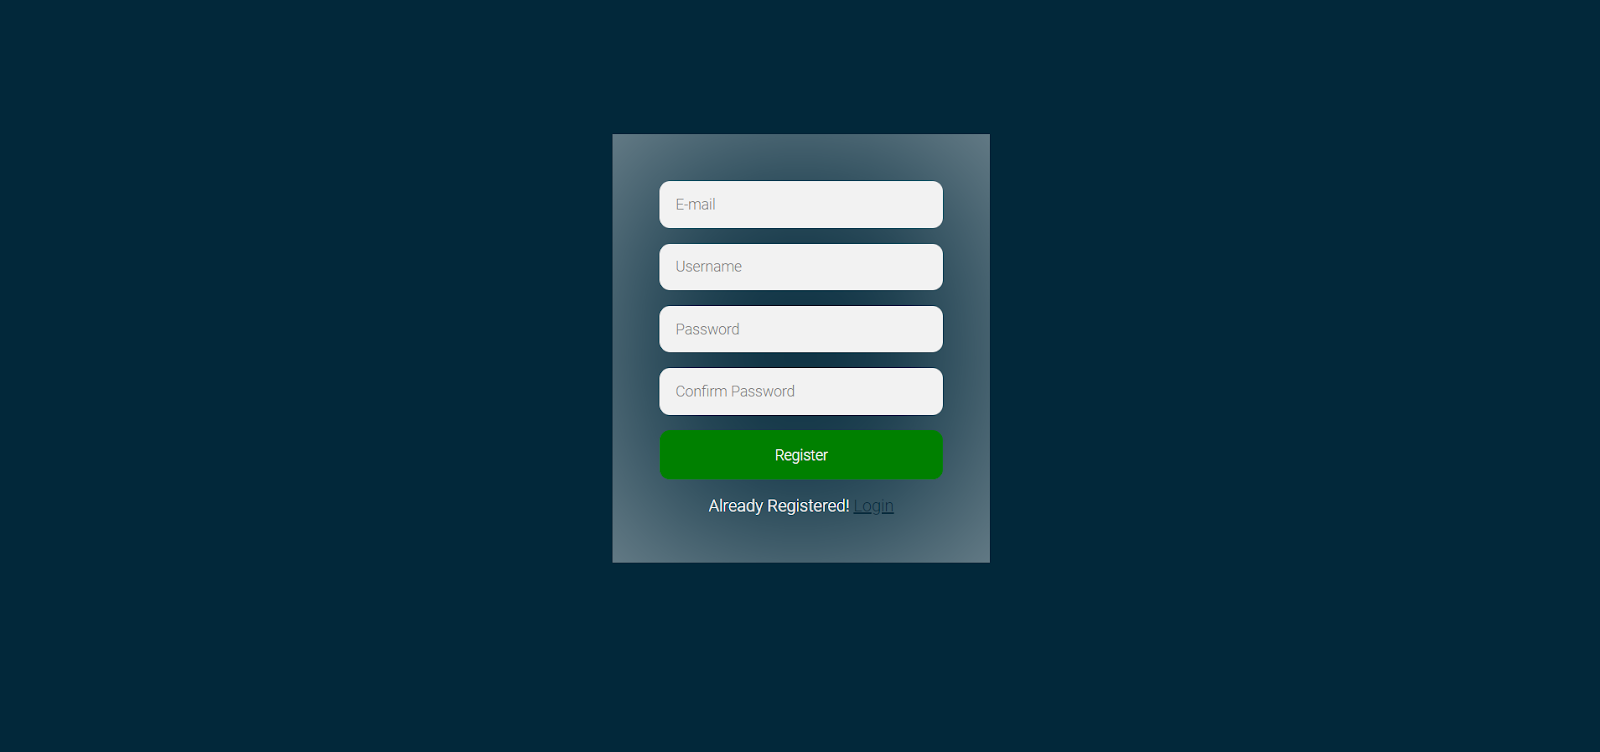 E-mail
Username
Password
Confirm Password
Register
Already Registered! Login